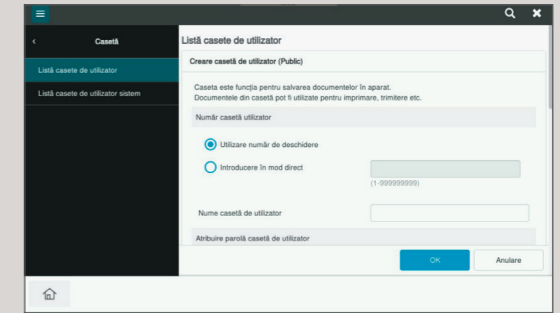 Casetă
Listă casete de utilizator
Listă casete de utilizator sistem
Listă casete de utilizator
Creare casetă de utilizator (Public)
Caseta este funcția pentru salvarea documentelor în aparat.
Documentele din casetă pot fi utilizate pentru imprimare, trimitere etc.
Număr casetă utilizator
Utilizare număr de deschidere
Introducere în mod direct
(1-999999999)
Nume casetă de utilizator
Atribuire parolă casetă de utilizator
OK
Anulare